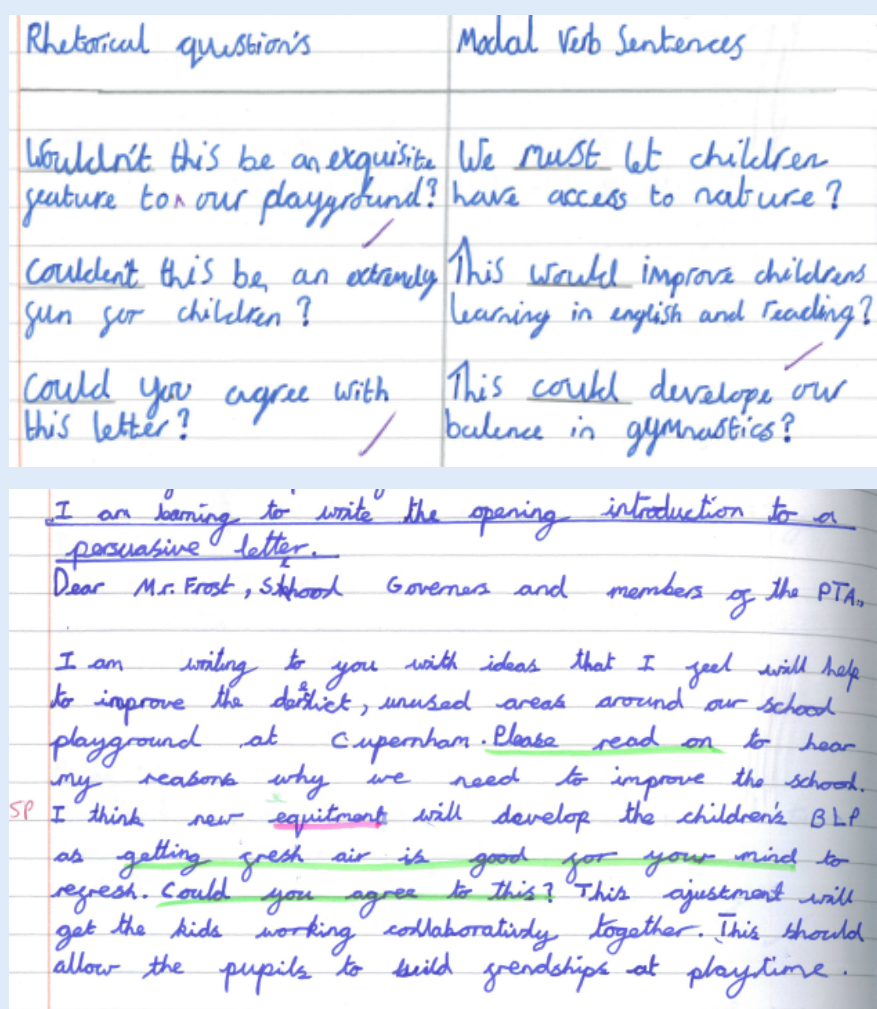 Rhetorical question's
Modal Verb Sentences
Wouldn't this be an exquisite
feature to^ our playground?
We must let children
have access to nature?
Couldent this be, an extremly
fun for children?
This would improve childrens
learning in english and reading?
Could you agree with
this letter?
This could develope our
balence in gymnastics?
I am learning to write the opening introduction to a
persuasive letter.
Dear Mr. Frost, School Governers and members of the PTA,,
I am writing to you with ideas that I feel will help
to improve the derelict, unused areas around our school
playground at Cupernham. Please read on to hear
my reasons why we need to improve the school.
SP I think new equitment will develop the children's BLP
as getting fresh air is good for your mind to
refresh. Could you agree to this? This ajustment will
get the kids working collaboratively together. This should
allow the pupils to build frendships at playtime.